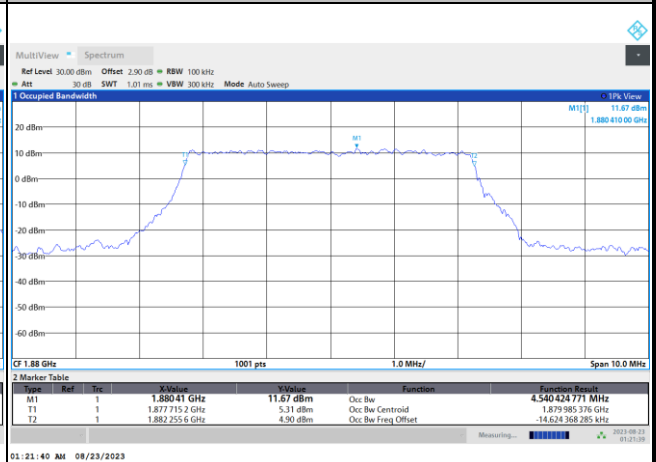 MultiView Spectrum
Ref Level 30.00 dBm Offset 2.90 dB RBW 100 kHz
Att 30 dB SWT 1.01 ms VBW 300 kHz Mode Auto Sweep
1 Occupied Bandwidth 1Pk View
M1[1] 11.67 dBm
1.880 410 00 GHz
20 dBm
M1
10 dBm
T1 T2
0 dBm
-10 dBm
-20 dBm
-30 dBm
-40 dBm
-50 dBm
-60 dBm
CF 1.88 GHz 1001 pts 1.0 MHz/ Span 10.0 MHz
2 Marker Table
Type Ref Trc X-Value Y-Value Function Function Result
M1 1 1.88041 GHz 11.67 dBm Occ Bw 4.540 424 771 MHz
T1 1 1.877 715 2 GHz 5.31 dBm Occ Bw Centroid 1.879 985 376 GHz
T2 1 1.882 255 6 GHz 4.90 dBm Occ Bw Freq Offset -14.624 368 285 kHz
Measuring... 2023-08-23
01:21:39
01:21:40 AM 08/23/2023